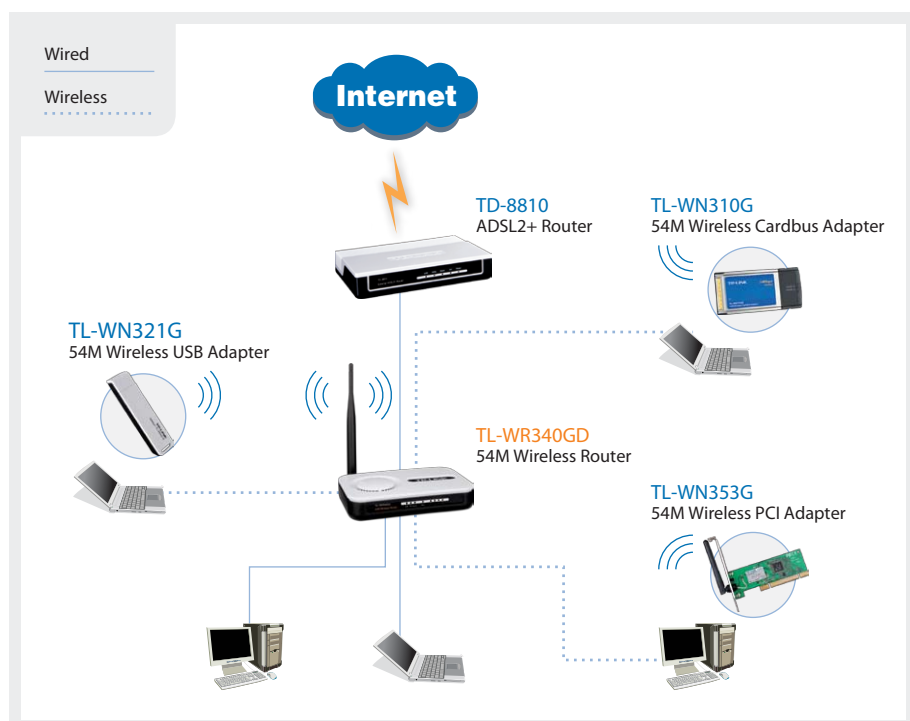 Wired
Wireless
Internet
TD-8810
ADSL2+ Router
TL-WN310G
54M Wireless Cardbus Adapter
TL-WN321G
54M Wireless USB Adapter
TL-WR340GD
54M Wireless Router
TL-WN353G
54M Wireless PCI Adapter